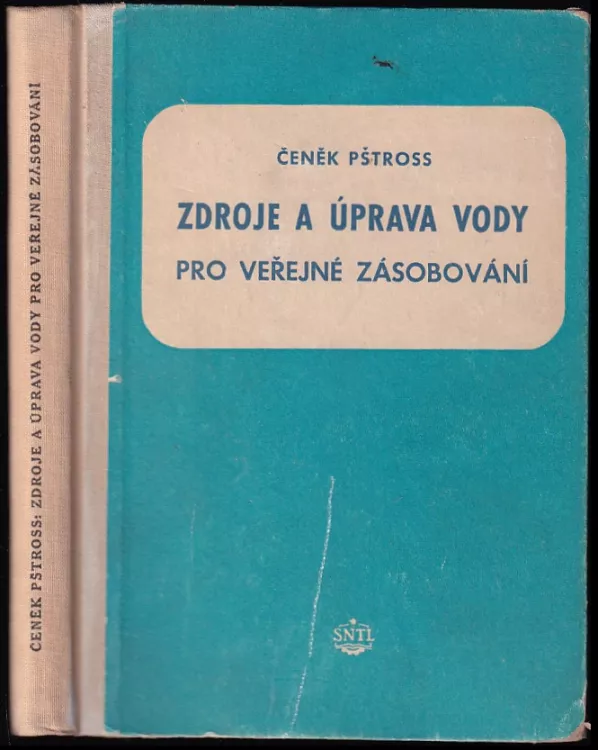 ČENĚK PŠTROSS: ZDROJE A ÚPRAVA VODY PRO VEŘEJNÉ ZÁSOBOVÁNÍ
ČENĚK PŠTROSS
ZDROJE A ÚPRAVA VODY
PRO VEŘEJNÉ ZÁSOBOVÁNÍ
SNTL